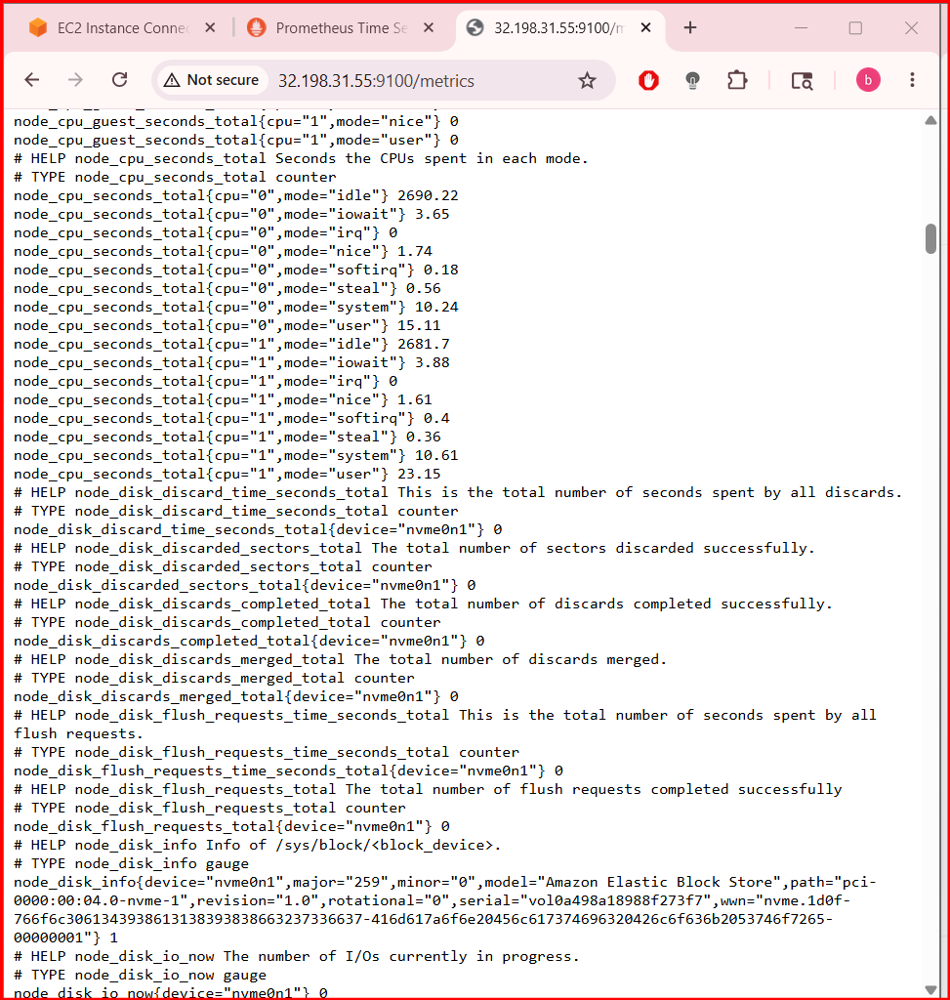 EC2 Instance Connec
Prometheus Time Se
32.198.31.55:9100/m
Not secure
32.198.31.55:9100/metrics
b
node_cpu_guest_seconds_total{cpu="1",mode="nice"} 0
node_cpu_guest_seconds_total{cpu="1",mode="user"} 0
# HELP node_cpu_seconds_total Seconds the CPUs spent in each mode.
# TYPE node_cpu_seconds_total counter
node_cpu_seconds_total{cpu="0",mode="idle"} 2690.22
node_cpu_seconds_total{cpu="0",mode="iowait"} 3.65
node_cpu_seconds_total{cpu="0",mode="irq"} 0
node_cpu_seconds_total{cpu="0",mode="nice"} 1.74
node_cpu_seconds_total{cpu="0",mode="softirq"} 0.18
node_cpu_seconds_total{cpu="0",mode="steal"} 0.56
node_cpu_seconds_total{cpu="0",mode="system"} 10.24
node_cpu_seconds_total{cpu="0",mode="user"} 15.11
node_cpu_seconds_total{cpu="1",mode="idle"} 2681.7
node_cpu_seconds_total{cpu="1",mode="iowait"} 3.88
node_cpu_seconds_total{cpu="1",mode="irq"} 0
node_cpu_seconds_total{cpu="1",mode="nice"} 1.61
node_cpu_seconds_total{cpu="1",mode="softirq"} 0.4
node_cpu_seconds_total{cpu="1",mode="steal"} 0.36
node_cpu_seconds_total{cpu="1",mode="system"} 10.61
node_cpu_seconds_total{cpu="1",mode="user"} 23.15
# HELP node_disk_discard_time_seconds_total This is the total number of seconds spent by all discards.
# TYPE node_disk_discard_time_seconds_total counter
node_disk_discard_time_seconds_total{device="nvme0n1"} 0
# HELP node_disk_discarded_sectors_total The total number of sectors discarded successfully.
# TYPE node_disk_discarded_sectors_total counter
node_disk_discarded_sectors_total{device="nvme0n1"} 0
# HELP node_disk_discards_completed_total The total number of discards completed successfully.
# TYPE node_disk_discards_completed_total counter
node_disk_discards_completed_total{device="nvme0n1"} 0
# HELP node_disk_discards_merged_total The total number of discards merged.
# TYPE node_disk_discards_merged_total counter
node_disk_discards_merged_total{device="nvme0n1"} 0
# HELP node_disk_flush_requests_time_seconds_total This is the total number of seconds spent by all
flush requests.
# TYPE node_disk_flush_requests_time_seconds_total counter
node_disk_flush_requests_time_seconds_total{device="nvme0n1"} 0
# HELP node_disk_flush_requests_total The total number of flush requests completed successfully
# TYPE node_disk_flush_requests_total counter
node_disk_flush_requests_total{device="nvme0n1"} 0
# HELP node_disk_info Info of /sys/block/<block_device>.
# TYPE node_disk_info gauge
node_disk_info{device="nvme0n1",major="259",minor="0",model="Amazon Elastic Block Store",path="pci-
0000:00:04.0-nvme-1",revision="1.0",rotational="0",serial="vol0a498a18988f273f7",wwn="nvme.1d0f-
766f6c30613439386131383938386632373366​37-416d617a6f6e20456c617374696320426c6f636b2053746f7265-
00000001"} 1
# HELP node_disk_io_now The number of I/Os currently in progress.
# TYPE node_disk_io_now gauge
node_disk_io_now{device="nvme0n1"} 0